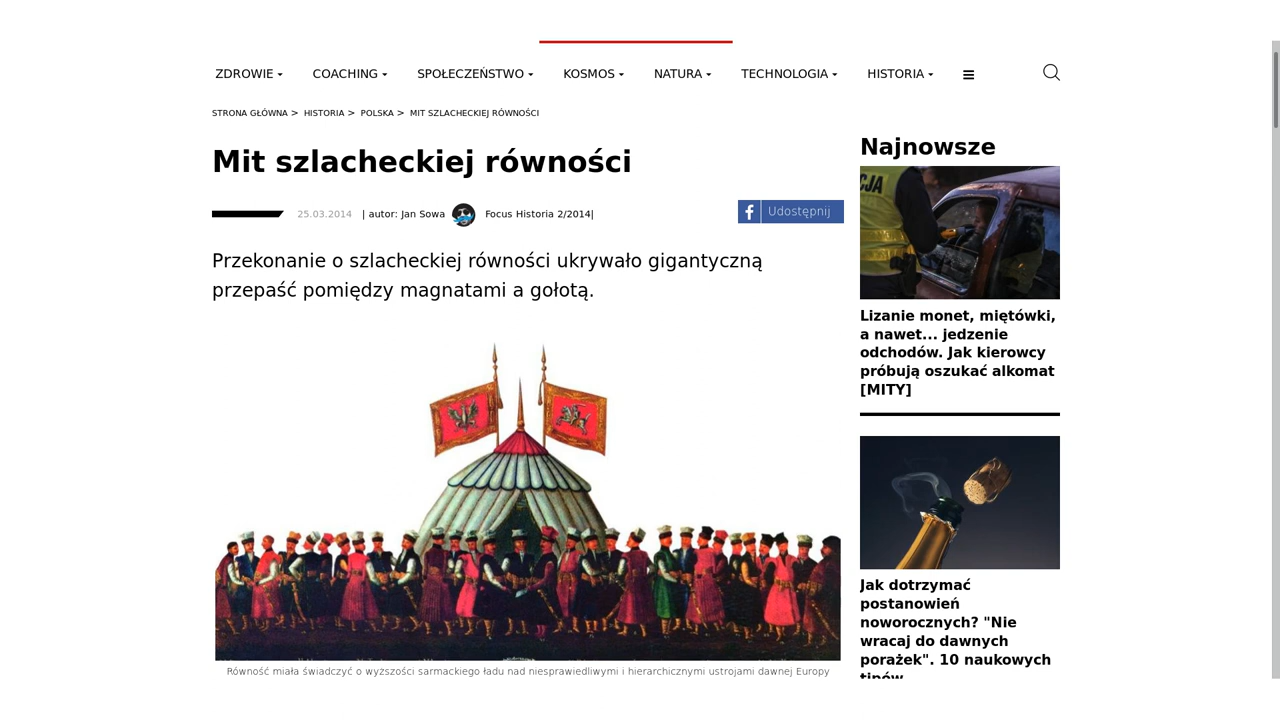 ZDROWIE COACHING SPOŁECZEŃSTWO KOSMOS NATURA TECHNOLOGIA HISTORIA
STRONA GŁÓWNA > HISTORIA > POLSKA > MIT SZLACHECKIEJ RÓWNOŚCI
Mit szlacheckiej równości
25.03.2014 | autor: Jan Sowa Focus Historia 2/2014|
Udostępnij
Przekonanie o szlacheckiej równości ukrywało gigantyczną
przepaść pomiędzy magnatami a gołotą.
Równość miała świadczyć o wyższości sarmackiego ładu nad niesprawiedliwymi i hierarchicznymi ustrojami dawnej Europy
Najnowsze
Lizanie monet, miętówki,
a nawet... jedzenie
odchodów. Jak kierowcy
próbują oszukać alkomat
[MITY]
Jak dotrzymać
postanowień
noworocznych? "Nie
wracaj do dawnych
porażek". 10 naukowych
tipów